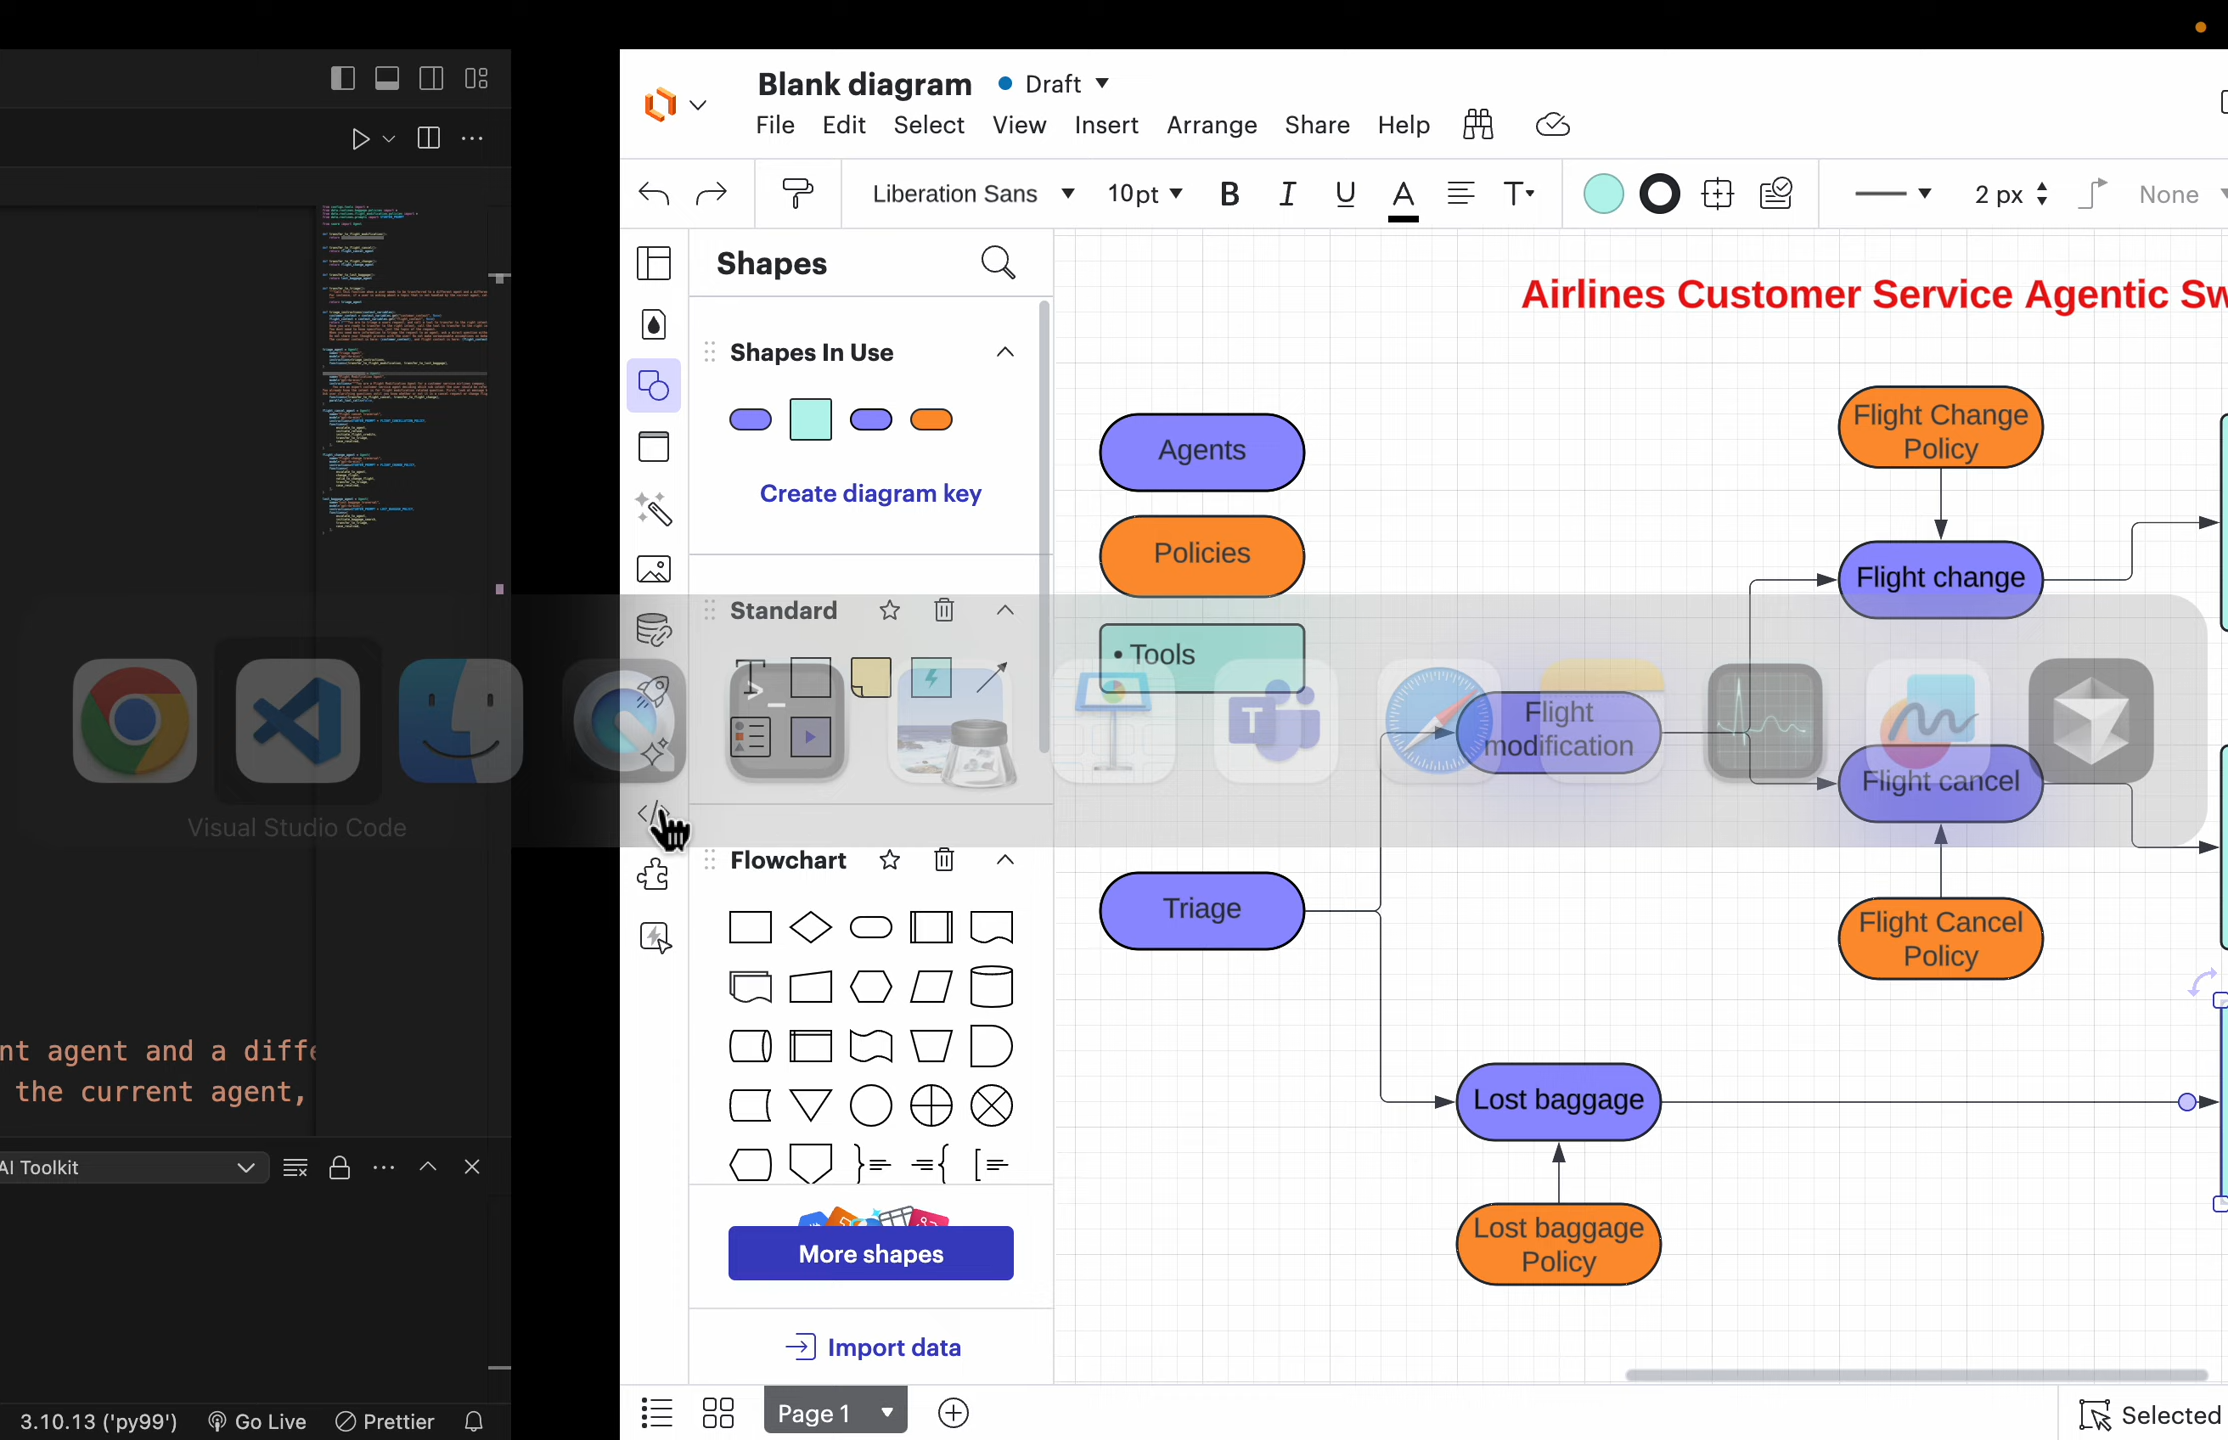 Blank diagram
Draft
File Edit Select View Insert Arrange Share Help
Liberation Sans
10pt
B I U A T
2 px
None
Shapes
Shapes In Use
Create diagram key
Standard
Flowchart
More shapes
Import data
Airlines Customer Service Agentic Sw
Agents
Policies
• Tools
Triage
Flight Change
Policy
Flight change
Flight
modification
Flight cancel
Flight Cancel
Policy
Lost baggage
Lost baggage
Policy
Visual Studio Code
nt agent and a diffe
the current agent,
AI Toolkit
3.10.13 ('py99')
Go Live
Prettier
Page 1
Selected